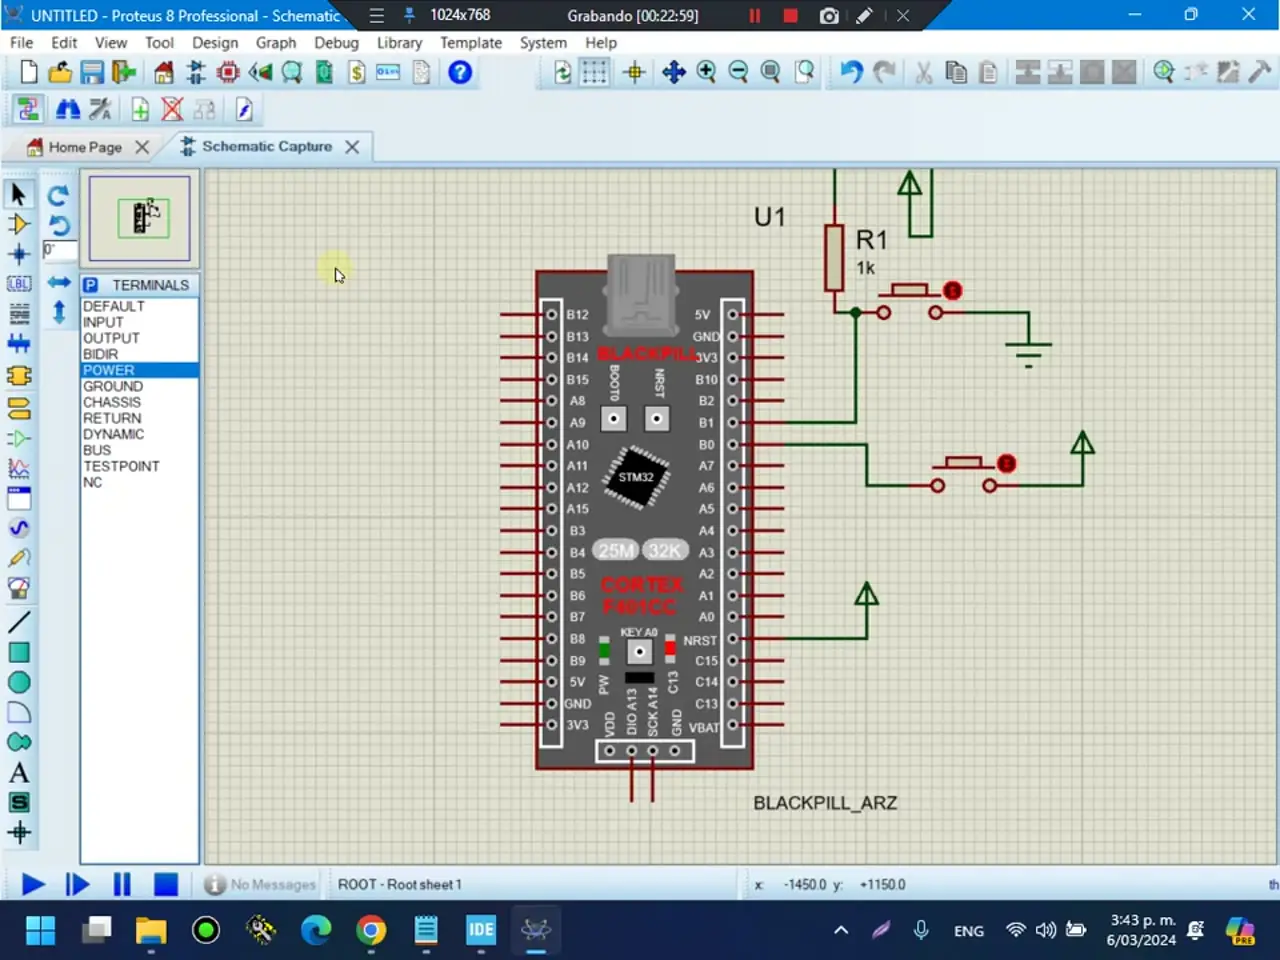 UNTITLED - Proteus 8 Professional - Schematic
1024x768
Grabando [00:22:59]
File Edit View Tool Design Graph Debug Library Template System Help
Home Page
Schematic Capture
0°
LBL
P TERMINALS
DEFAULT
INPUT
OUTPUT
BIDIR
POWER
GROUND
CHASSIS
RETURN
DYNAMIC
BUS
TESTPOINT
NC
A
S
U1
R1
1k
BLACKPILL
BOOT0
NRST
STM32
25M 32K
CORTEX
F401CC
KEY A0
PW
C13
VDD
DIO A13
SCK A14
GND
B12
B13
B14
B15
A8
A9
A10
A11
A12
A15
B3
B4
B5
B6
B7
B8
B9
5V
GND
3V3
5V
GND
3V3
B10
B2
B1
B0
A7
A6
A5
A4
A3
A2
A1
A0
NRST
C15
C14
C13
VBAT
BLACKPILL_ARZ
No Messages
ROOT - Root sheet 1
x: -1450.0 y: +1150.0
th
IDE
ENG
3:43 p. m.
6/03/2024
PRE